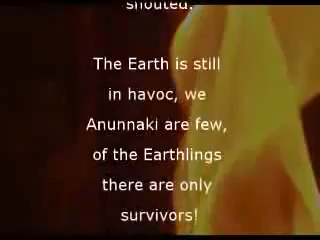 shouted.
The Earth is still
in havoc, we
Anunnaki are few,
of the Earthlings
there are only
survivors!